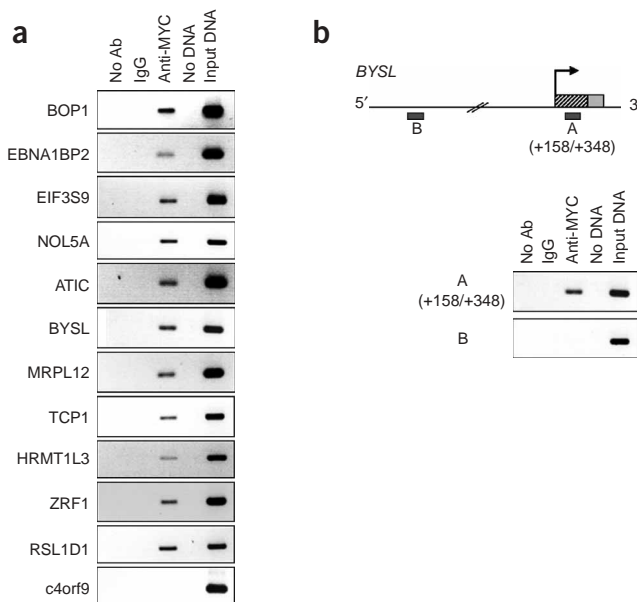 a
No Ab
IgG
Anti-MYC
No DNA
Input DNA
BOP1
EBNA1BP2
EIF3S9
NOL5A
ATIC
BYSL
MRPL12
TCP1
HRMT1L3
ZRF1
RSL1D1
c4orf9
b
BYSL
5′
3
B
A
(+158/+348)
No Ab
IgG
Anti-MYC
No DNA
Input DNA
A
(+158/+348)
B